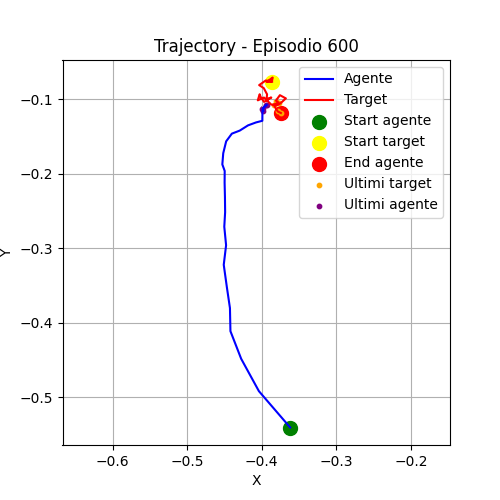 Trajectory - Episodio 600
Agente
Target
Start agente
Start target
End agente
Ultimi target
Ultimi agente
Y
−0.1
−0.2
−0.3
−0.4
−0.5
−0.6
−0.5
−0.4
−0.3
−0.2
X